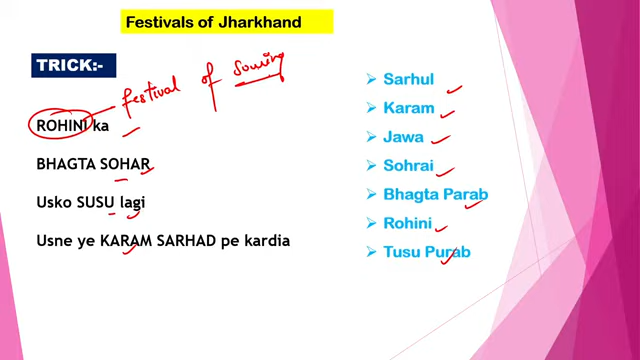 Festivals of Jharkhand
TRICK:-
Festival of Sowing
ROHINI ka
BHAGTA SOHAR
Usko SUSU lagi
Usne ye KARAM SARHAD pe kardia
Sarhul
Karam
Jawa
Sohrai
Bhagta Parab
Rohini
Tusu Purab